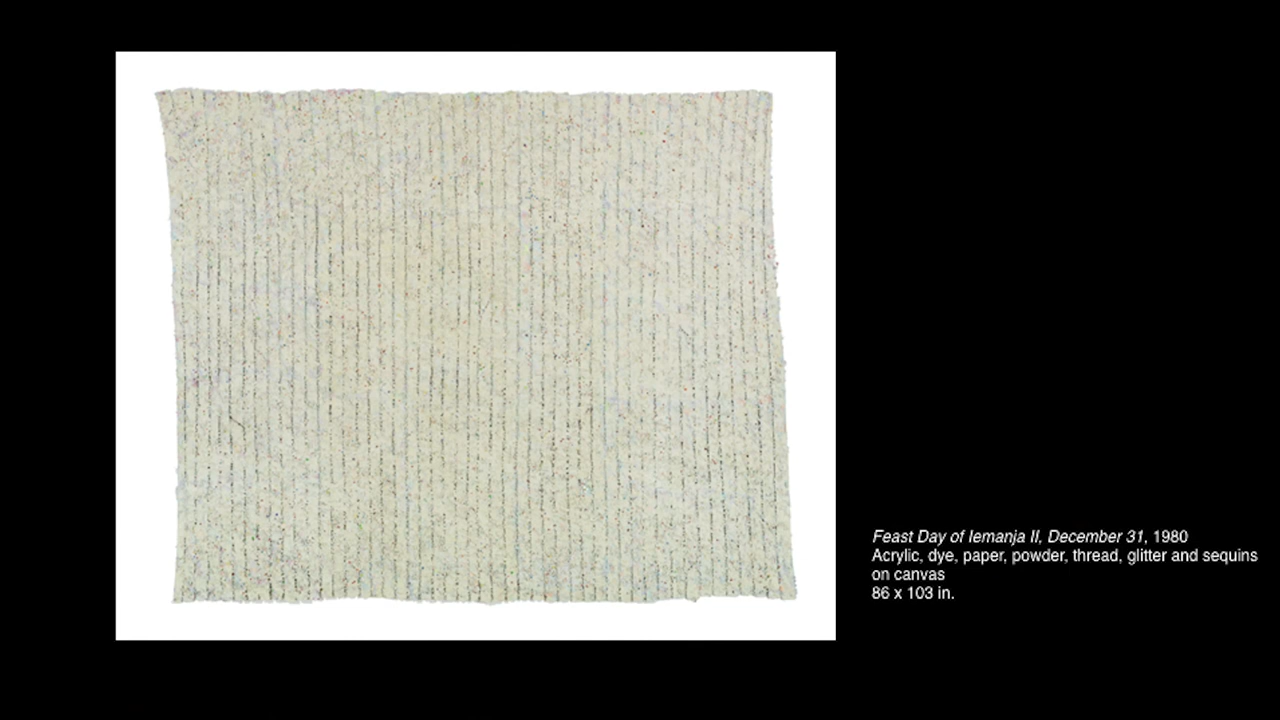 Feast Day of Iemanja II, December 31, 1980
Acrylic, dye, paper, powder, thread, glitter and sequins
on canvas
86 x 103 in.